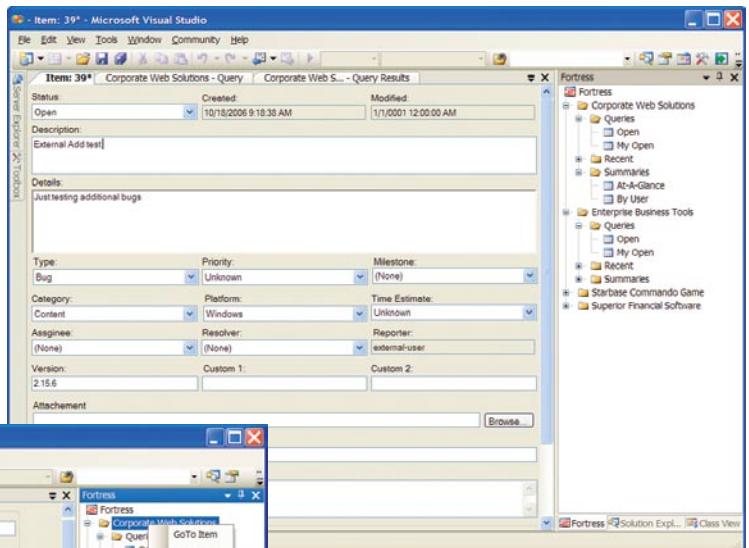 - Item: 39* - Microsoft Visual Studio
File Edit View Tools Window Community Help
Item: 39* Corporate Web Solutions - Query Corporate Web S... - Query Results
Server Explorer Toolbox
Status: Created: Modified:
Open 10/18/2006 9:18:38 AM 1/1/0001 12:00:00 AM
Description:
External Add test
Details:
Just testing additional bugs
Type: Priority: Milestone:
Bug Unknown (None)
Category: Platform: Time Estimate:
Content Windows Unknown
Assginee: Resolver: Reporter:
(None) (None) external-user
Version: Custom 1: Custom 2:
2.15.6
Attachement
Browse...
Fortress
Fortress
Corporate Web Solutions
Queries
Open
My Open
Recent
Summaries
At-A-Glance
By User
Enterprise Business Tools
Queries
Open
My Open
Recent
Summaries
Starbase Commando Game
Superior Financial Software
Fortress Solution Expl... Class View
Fortress
Fortress
Corporate Web Solutions
Queri
GoTo Item